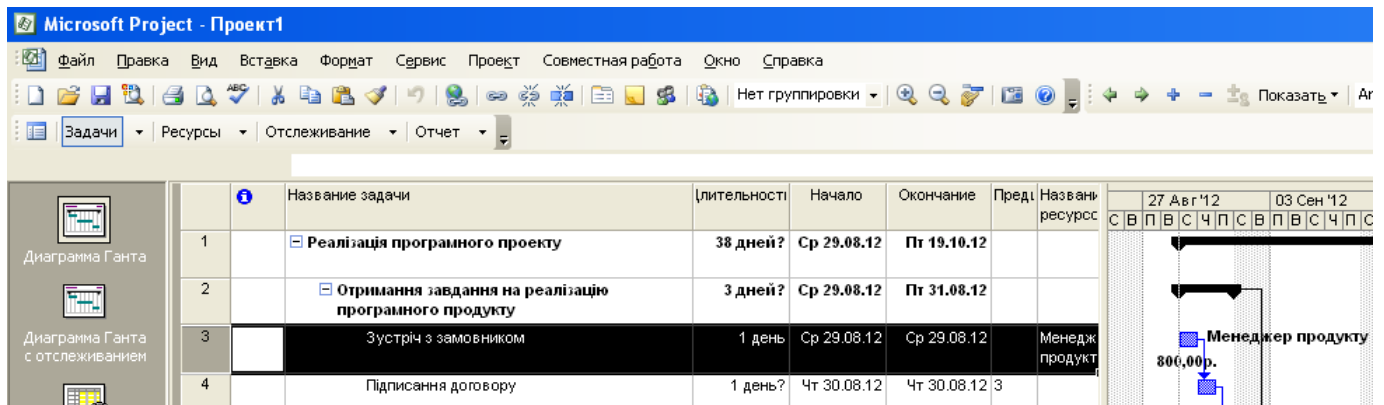 Microsoft Project - Проект1
Файл Правка Вид Вставка Формат Сервис Проект Совместная работа Окно Справка
Нет группировки Показать Ar
Задачи Ресурсы Отслеживание Отчет
Название задачи Длительності Начало Окончание Предц Названи
ресурсс
27 Авг '12 03 Сен '12
С В П В С Ч П С В П В С Ч П С
Диаграмма Ганта
1 Реалізація програмного проекту 38 дней? Ср 29.08.12 Пт 19.10.12
2 Отримання завдання на реалізацію 3 дней? Ср 29.08.12 Пт 31.08.12
програмного продукту
Диаграмма Ганта
с отслеживанием
3 Зустріч з замовником 1 день Ср 29.08.12 Ср 29.08.12 Менедж
продукт
Менеджер продукту
800,00р.
4 Підписання договору 1 день? Чт 30.08.12 Чт 30.08.12 3